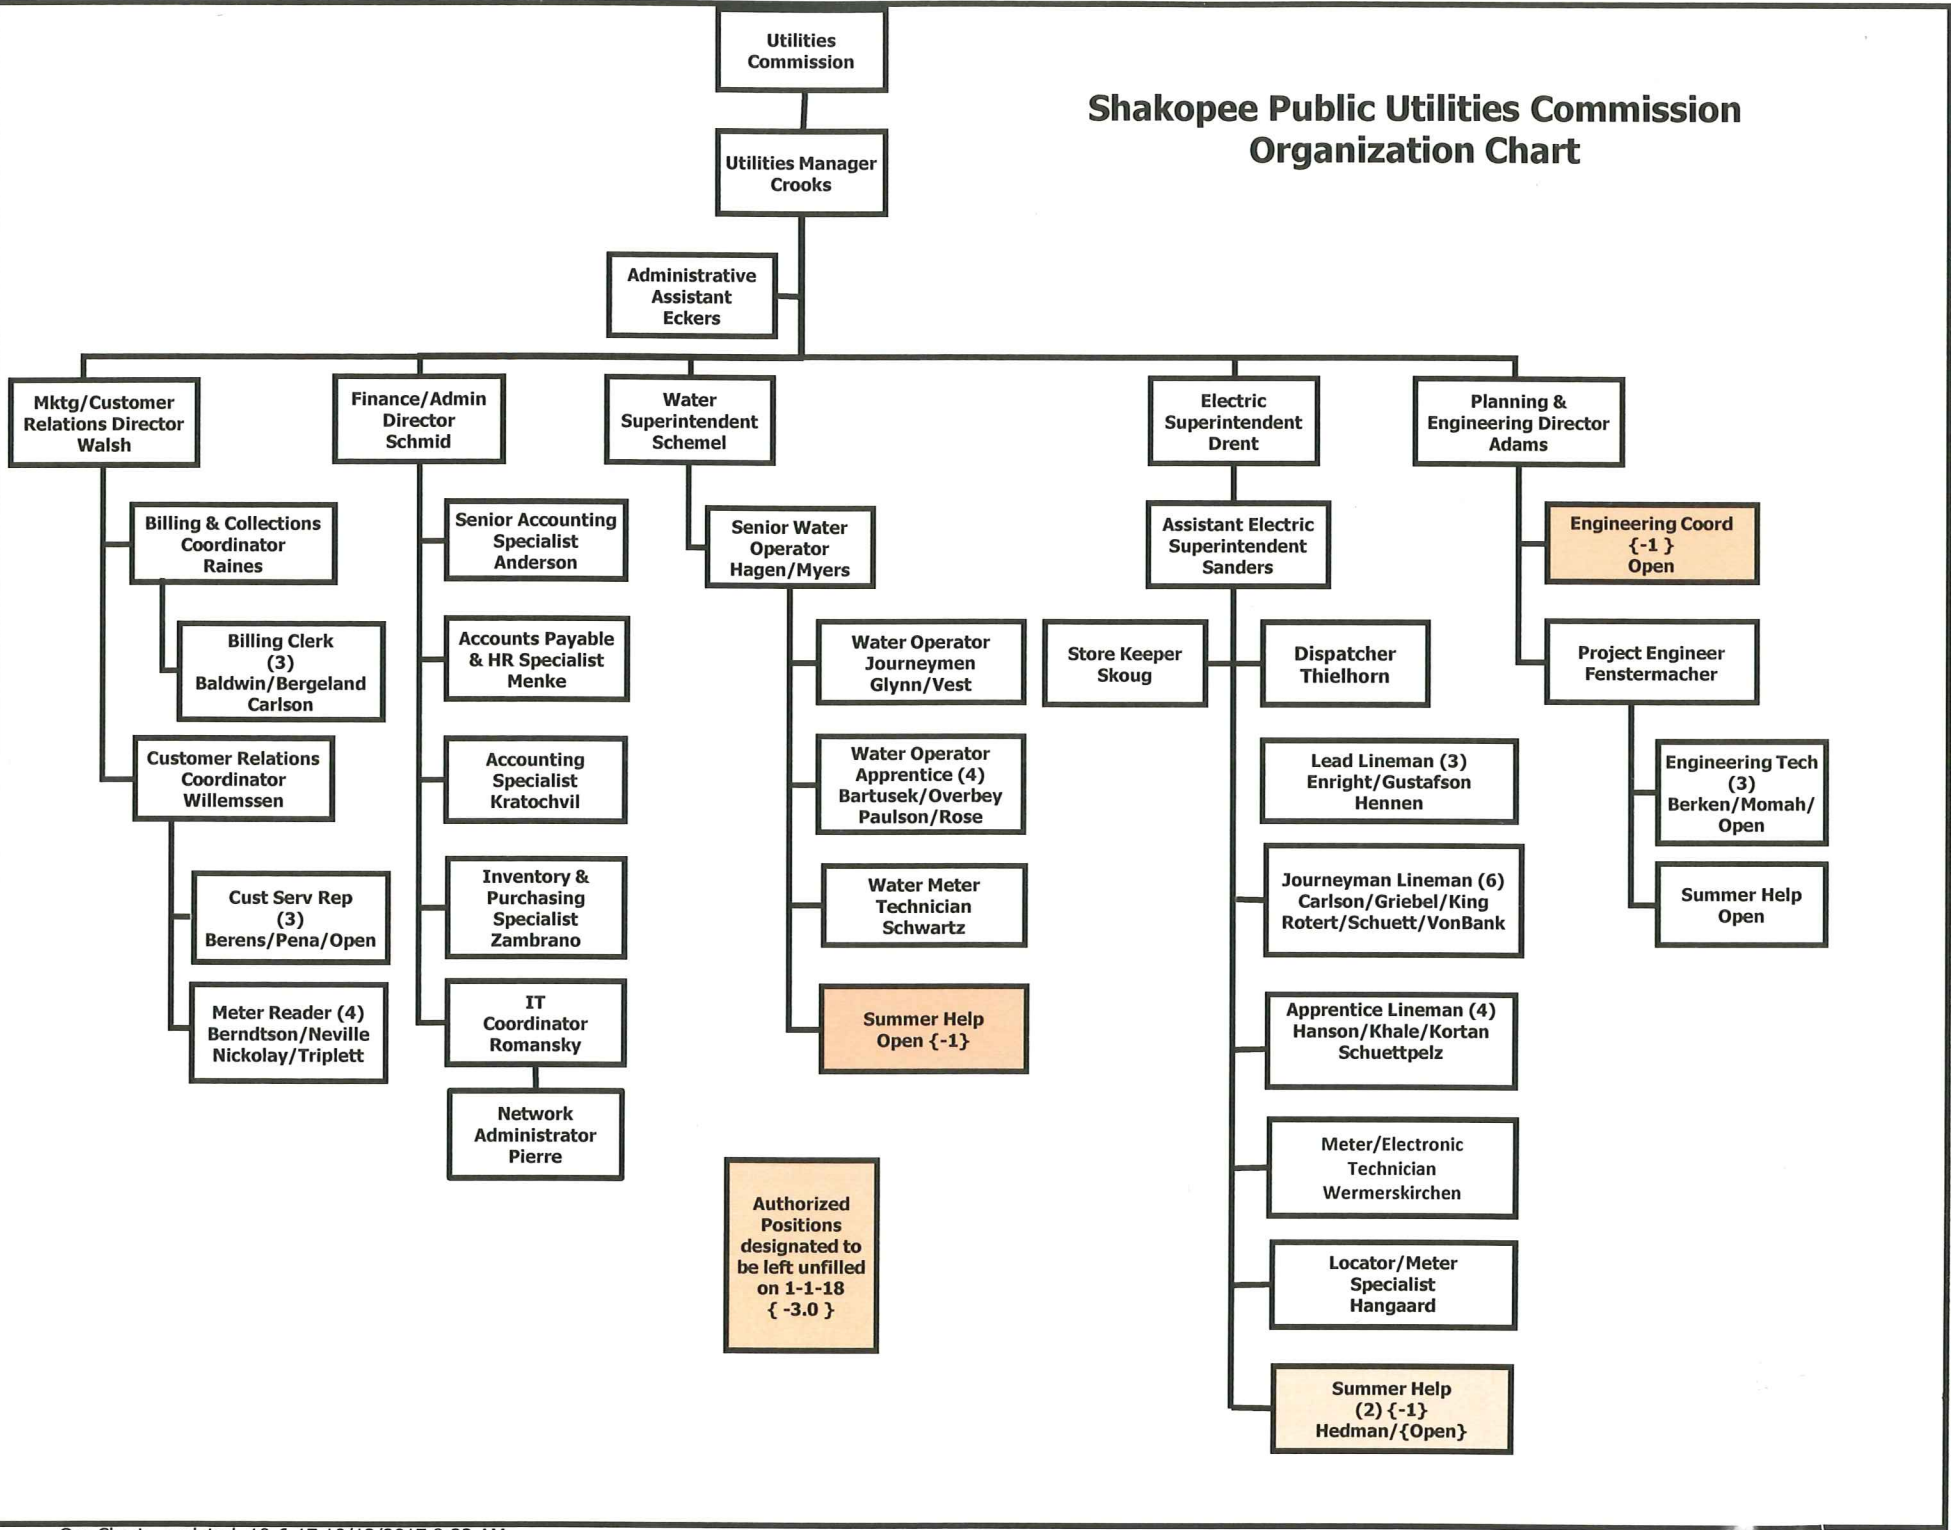 Utilities
Commission
Shakopee Public Utilities Commission
Organization Chart
Utilities Manager
Crooks
Administrative
Assistant
Eckers
Mktg/Customer
Relations Director
Walsh
Billing & Collections
Coordinator
Raines
Billing Clerk
(3)
Baldwin/Bergeland
Carlson
Customer Relations
Coordinator
Willemssen
Cust Serv Rep
(3)
Berens/Pena/Open
Meter Reader (4)
Berndtson/Neville
Nickolay/Triplett
Finance/Admin
Director
Schmid
Senior Accounting
Specialist
Anderson
Accounts Payable
& HR Specialist
Menke
Accounting
Specialist
Kratochvil
Inventory &
Purchasing
Specialist
Zambrano
IT
Coordinator
Romansky
Network
Administrator
Pierre
Water
Superintendent
Schemel
Senior Water
Operator
Hagen/Myers
Water Operator
Journeymen
Glynn/Vest
Water Operator
Apprentice (4)
Bartusek/Overbey
Paulson/Rose
Water Meter
Technician
Schwartz
Summer Help
Open {-1}
Authorized
Positions
designated to
be left unfilled
on 1-1-18
{ -3.0 }
Electric
Superintendent
Drent
Assistant Electric
Superintendent
Sanders
Store Keeper
Skoug
Dispatcher
Thielhorn
Lead Lineman (3)
Enright/Gustafson
Hennen
Journeyman Lineman (6)
Carlson/Griebel/King
Rotert/Schuett/VonBank
Apprentice Lineman (4)
Hanson/Khale/Kortan
Schuettpelz
Meter/Electronic
Technician
Wermerskirchen
Locator/Meter
Specialist
Hangaard
Summer Help
(2) {-1}
Hedman/{Open}
Planning &
Engineering Director
Adams
Engineering Coord
{-1 }
Open
Project Engineer
Fenstermacher
Engineering Tech
(3)
Berken/Momah/
Open
Summer Help
Open